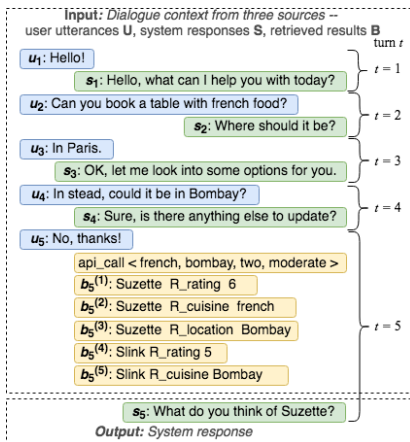 Input: Dialogue context from three sources --
user utterances U, system responses S, retrieved results B
turn t
u1: Hello!
s1: Hello, what can I help you with today?
t = 1
u2: Can you book a table with french food?
s2: Where should it be?
t = 2
u3: In Paris.
s3: OK, let me look into some options for you.
t = 3
u4: In stead, could it be in Bombay?
s4: Sure, is there anything else to update?
t = 4
u5: No, thanks!
api_call < french, bombay, two, moderate >
b5(1): Suzette R_rating 6
b5(2): Suzette R_cuisine french
b5(3): Suzette R_location Bombay
b5(4): Slink R_rating 5
b5(5): Slink R_cuisine Bombay
t = 5
s5: What do you think of Suzette?
Output: System response